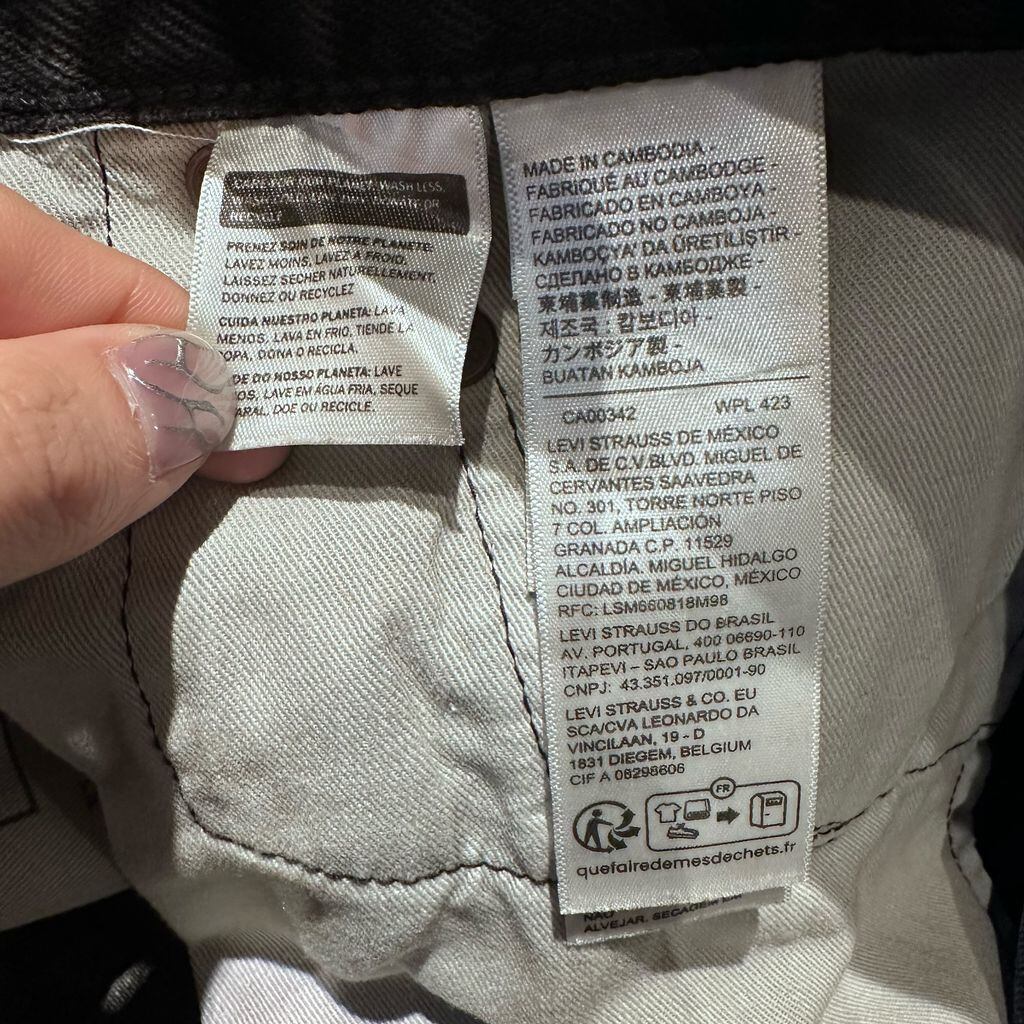 WASH LESS,
DONATE OR
RECYCLE
PRENEZ SOIN DE NOTRE PLANETE:
LAVEZ MOINS, LAVEZ A FROID,
LAISSEZ SECHER NATURELLEMENT,
DONNEZ OU RECYCLEZ
CUIDA NUESTRO PLANETA: LAVA
MENOS, LAVA EN FRIO, TIENDE LA
OPA, DONA O RECICLA.
DE DO NOSSO PLANETA: LAVE
OS, LAVE EM ÁGUA FRIA, SEQUE
ARAL, DOE OU RECICLE.
MADE IN CAMBODIA -
FABRIQUÉ AU CAMBODGE -
FABRICADO EN CAMBOYA -
FABRICADO NO CAMBOJA -
KAMBOÇYA' DA ÜRETILIŞTIR -
СДЕЛАНО В КАМБОДЖЕ -
柬埔寨制造 - 柬埔寨製 -
제조국 : 캄보디아 -
カンボジア製 -
BUATAN KAMBOJA
CA00342 WPL 423
LEVI STRAUSS DE MÉXICO
S.A. DE C.V.BLVD. MIGUEL DE
CERVANTES SAAVEDRA
NO. 301, TORRE NORTE PISO
7 COL. AMPLIACIÓN
GRANADA C.P. 11529
ALCALDÍA. MIGUEL HIDALGO
CIUDAD DE MÉXICO, MÉXICO
RFC: LSM660818M98
LEVI STRAUSS DO BRASIL
AV. PORTUGAL, 400 06690-110
ITAPEVI – SAO PAULO BRASIL
CNPJ: 43.351.097/0001-90
LEVI STRAUSS & CO. EU
SCA/CVA LEONARDO DA
VINCILAAN, 19 - D
1831 DIEGEM, BELGIUM
CIF A 08298606
FR
quefairedemesdechets.fr
NÃO
ALVEJAR. SECAGEM EM